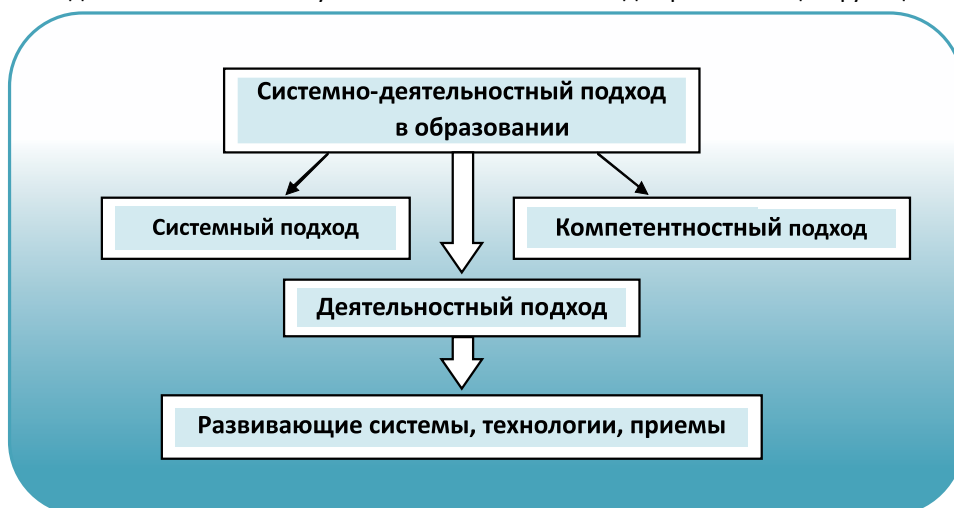 Системно-деятельностный подход
в образовании
Системный подход
Компетентностный подход
Деятельностный подход
Развивающие системы, технологии, приемы